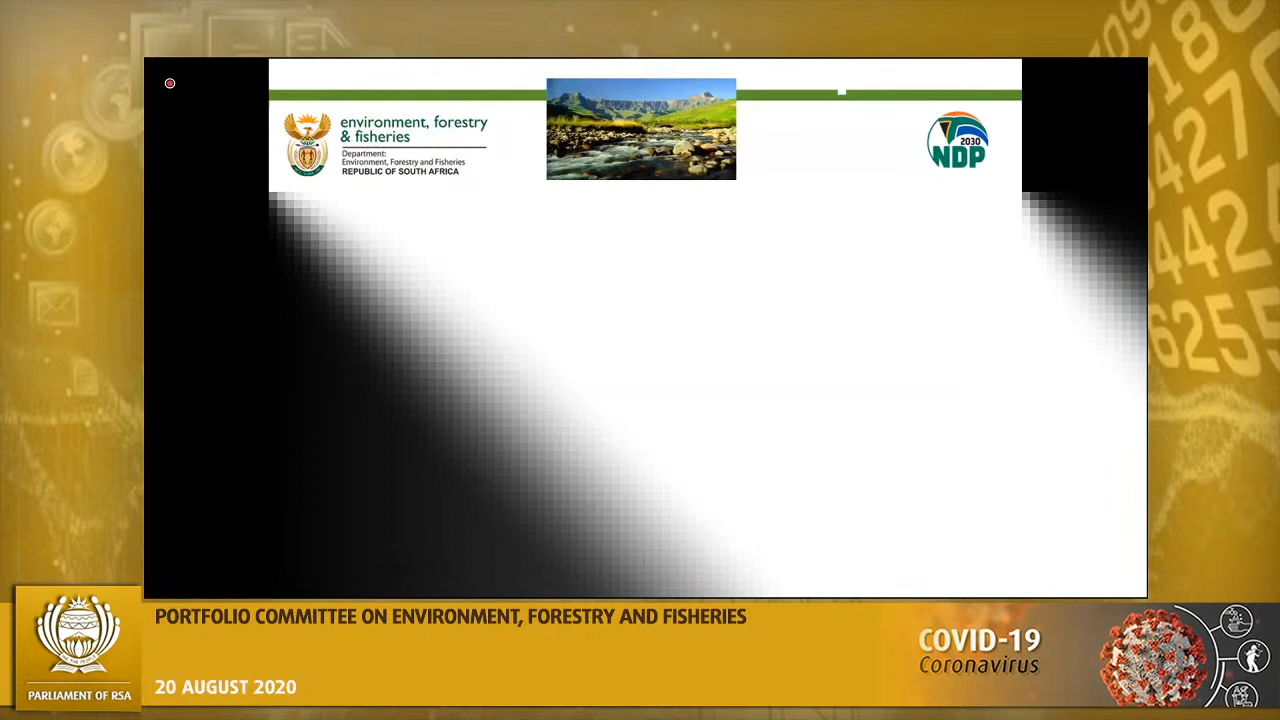 environment, forestry
& fisheries
Department:
Environment, Forestry and Fisheries
REPUBLIC OF SOUTH AFRICA
2030
NDP
PORTFOLIO COMMITTEE ON ENVIRONMENT, FORESTRY AND FISHERIES
COVID-19
Coronavirus
PARLIAMENT OF RSA
20 AUGUST 2020